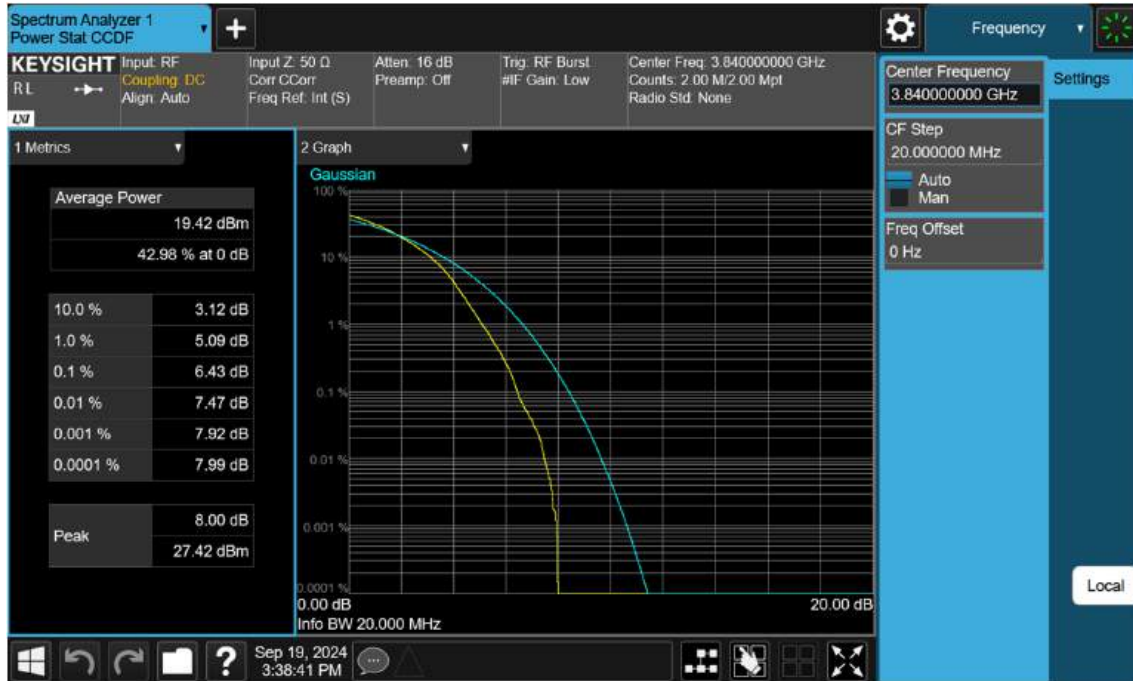 Spectrum Analyzer 1
Power Stat CCDF
+
Frequency
KEYSIGHT
RL
LXI
Input: RF
Coupling: DC
Align: Auto
Input Z: 50 Ω
Corr CCorr
Freq Ref: Int (S)
Atten: 16 dB
Preamp: Off
Trig: RF Burst
#IF Gain: Low
Center Freq: 3.840000000 GHz
Counts: 2.00 M/2.00 Mpt
Radio Std: None
Center Frequency
3.840000000 GHz
Settings
CF Step
20.000000 MHz
Auto
Man
Freq Offset
0 Hz
Local
1 Metrics
Average Power
19.42 dBm
42.98 % at 0 dB
10.0 % 3.12 dB
1.0 % 5.09 dB
0.1 % 6.43 dB
0.01 % 7.47 dB
0.001 % 7.92 dB
0.0001 % 7.99 dB
Peak
8.00 dB
27.42 dBm
2 Graph
Gaussian
100 %
10 %
1 %
0.1 %
0.01 %
0.001 %
0.0001 %
0.00 dB 20.00 dB
Info BW 20.000 MHz
?
Sep 19, 2024
3:38:41 PM